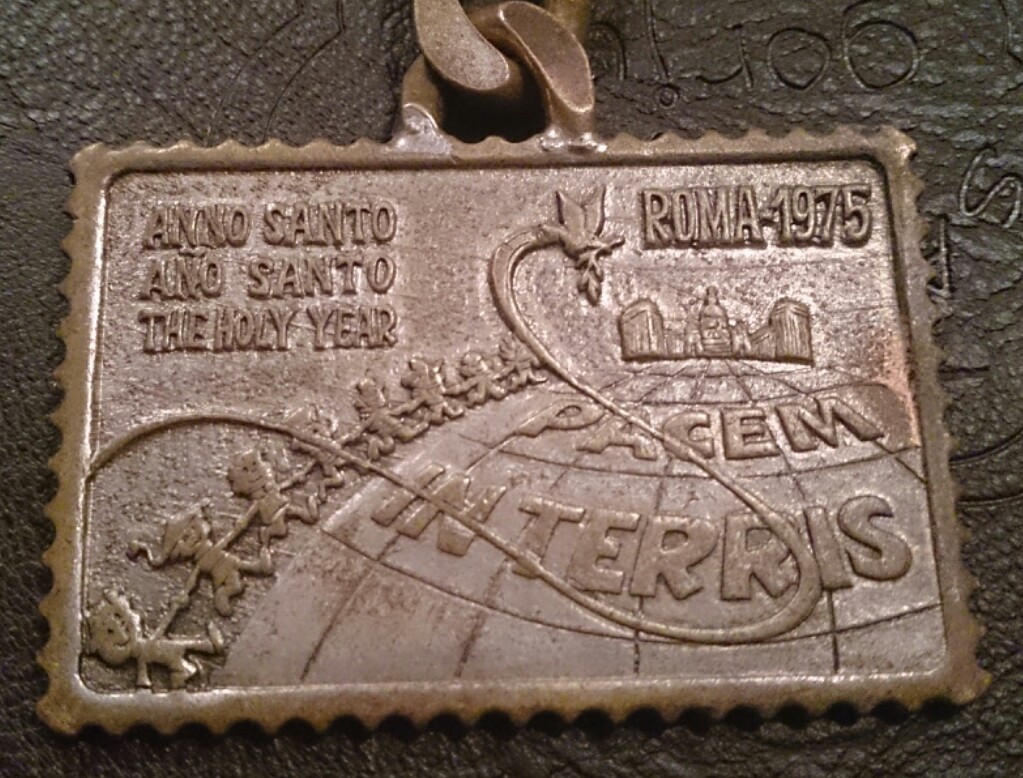 ANNO SANTO
AÑO SANTO
THE HOLY YEAR
ROMA-1975
PACEM
IN TERRIS